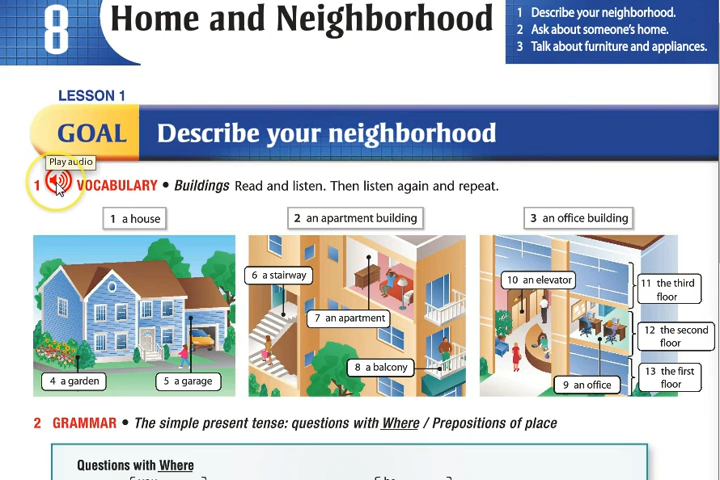 8
Home and Neighborhood
1 Describe your neighborhood.
2 Ask about someone's home.
3 Talk about furniture and appliances.
LESSON 1
GOAL Describe your neighborhood
Play audio
1 VOCABULARY • Buildings Read and listen. Then listen again and repeat.
1 a house
2 an apartment building
3 an office building
4 a garden
5 a garage
6 a stairway
7 an apartment
8 a balcony
9 an office
10 an elevator
11 the third
floor
12 the second
floor
13 the first
floor
2 GRAMMAR • The simple present tense: questions with Where / Prepositions of place
Questions with Where